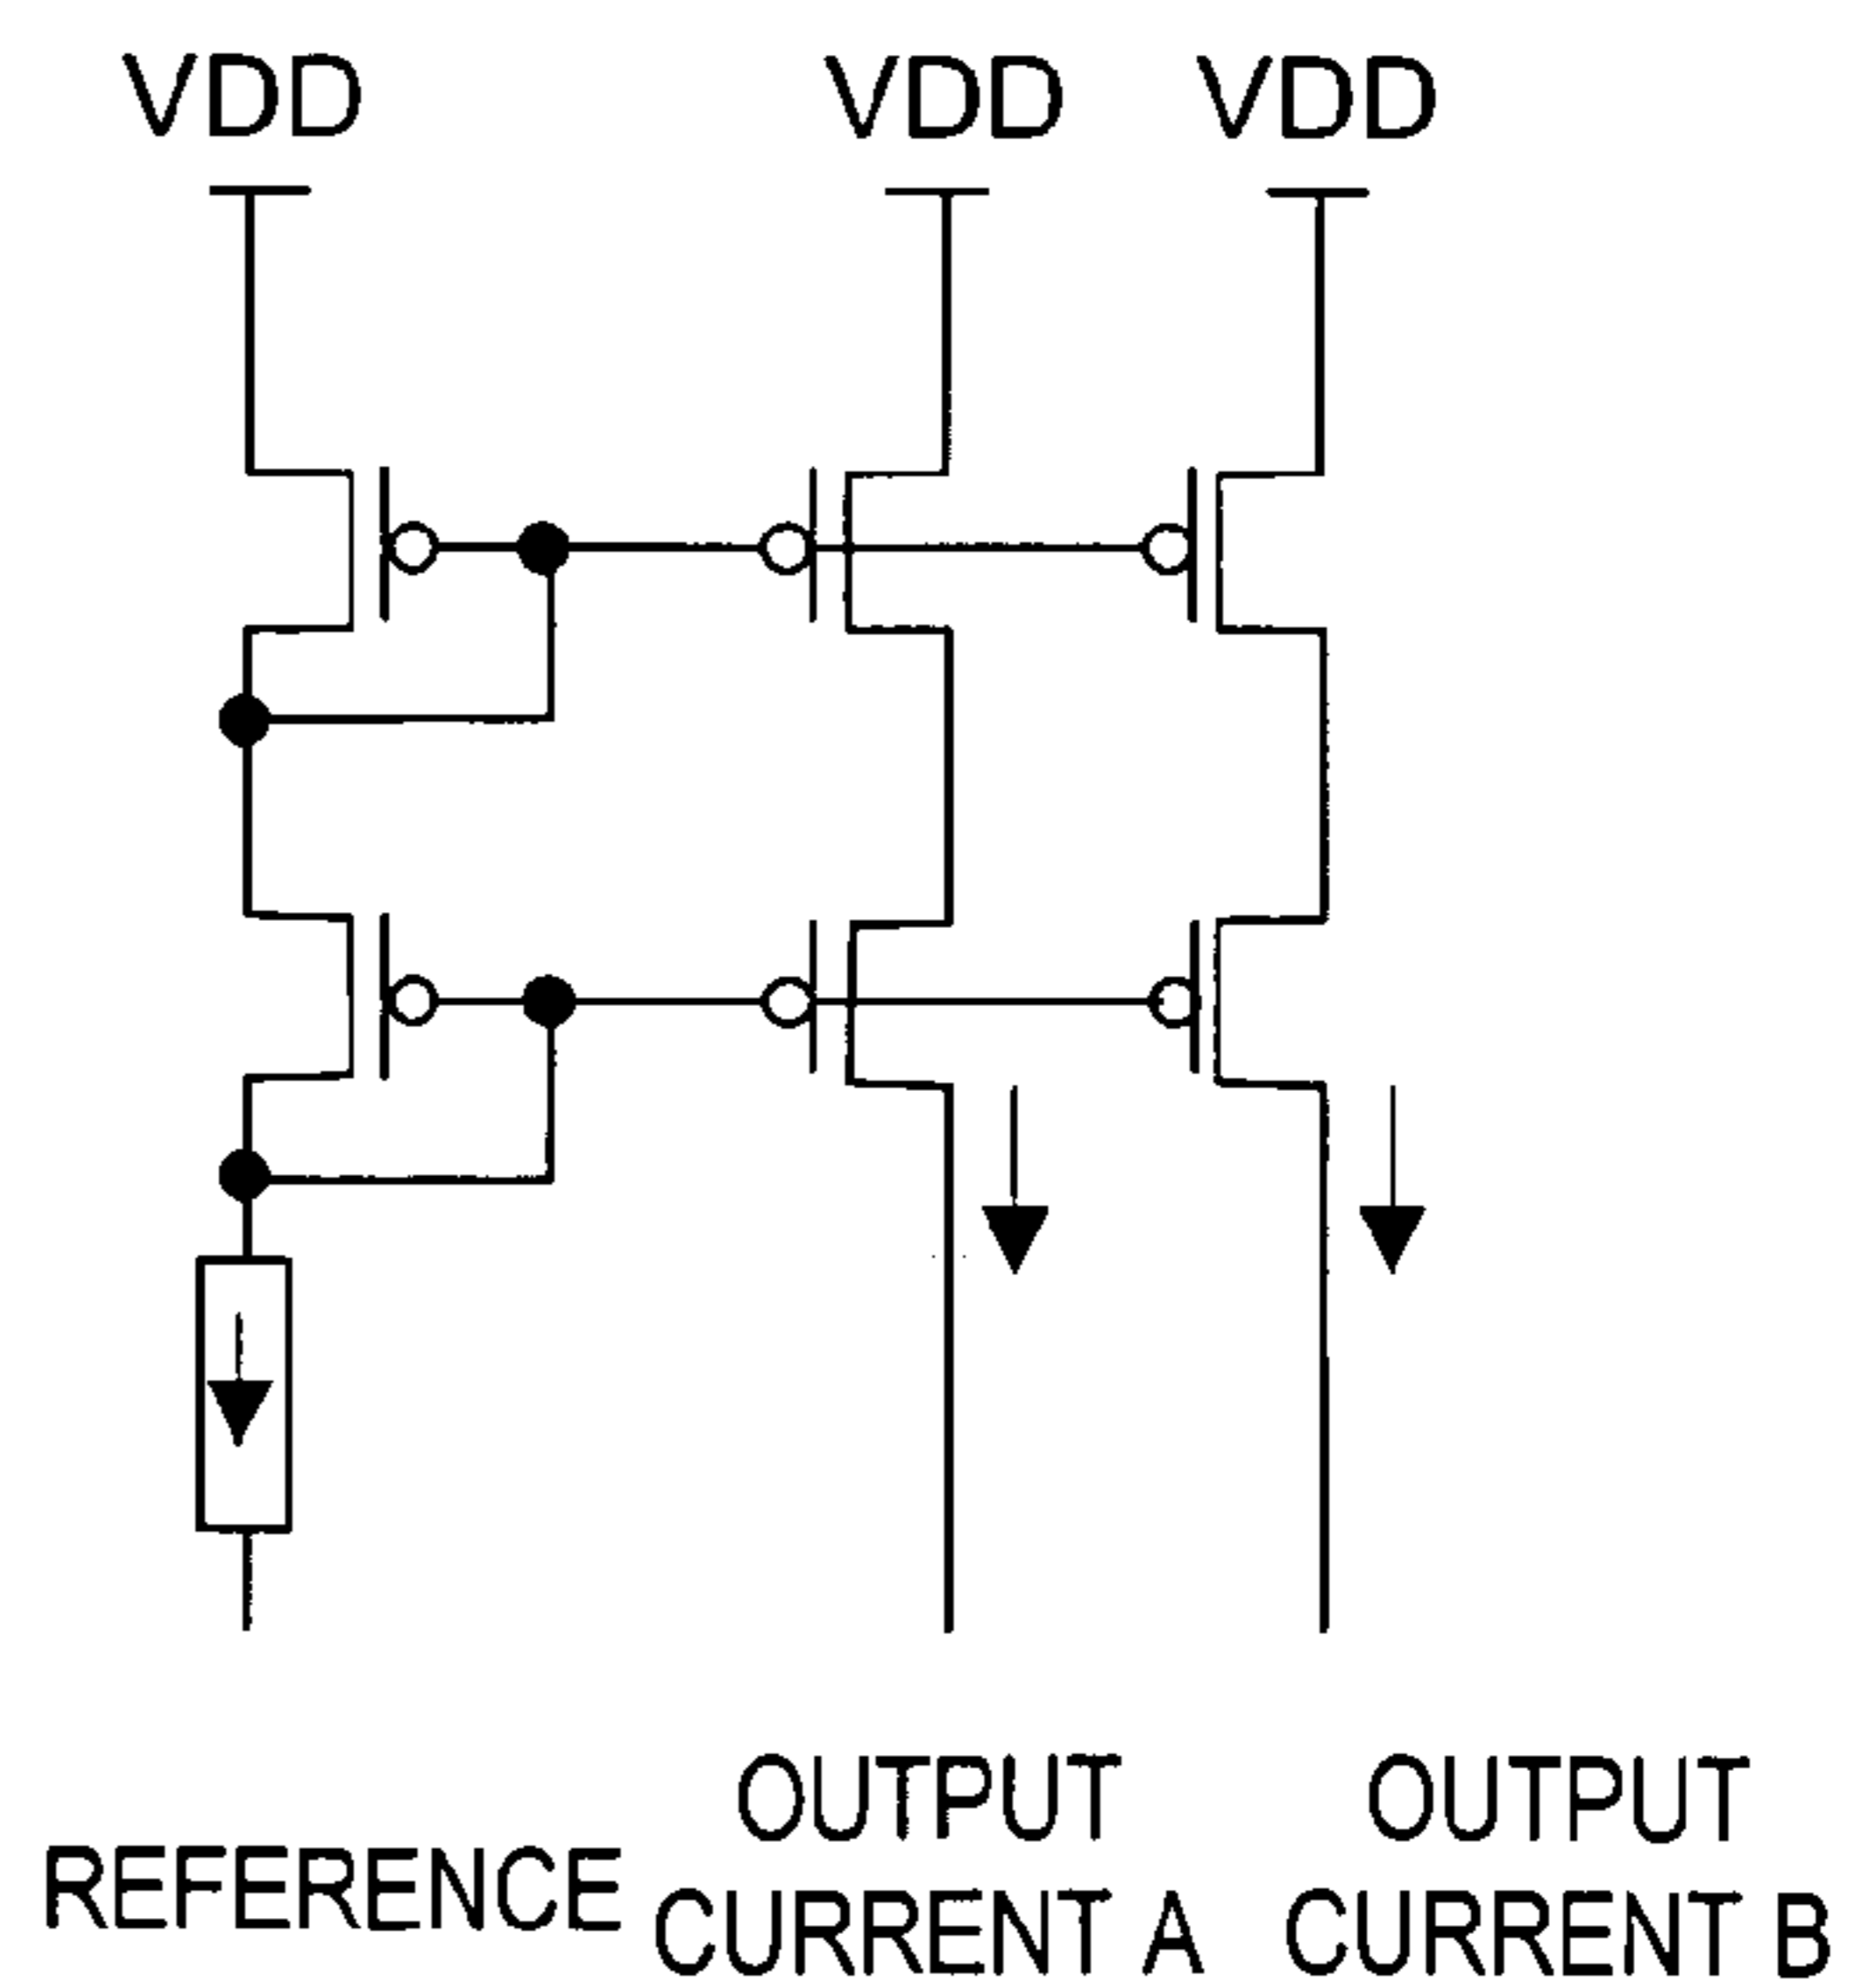 VDD VDD VDD
REFERENCE
OUTPUT
CURRENT A
OUTPUT
CURRENT B